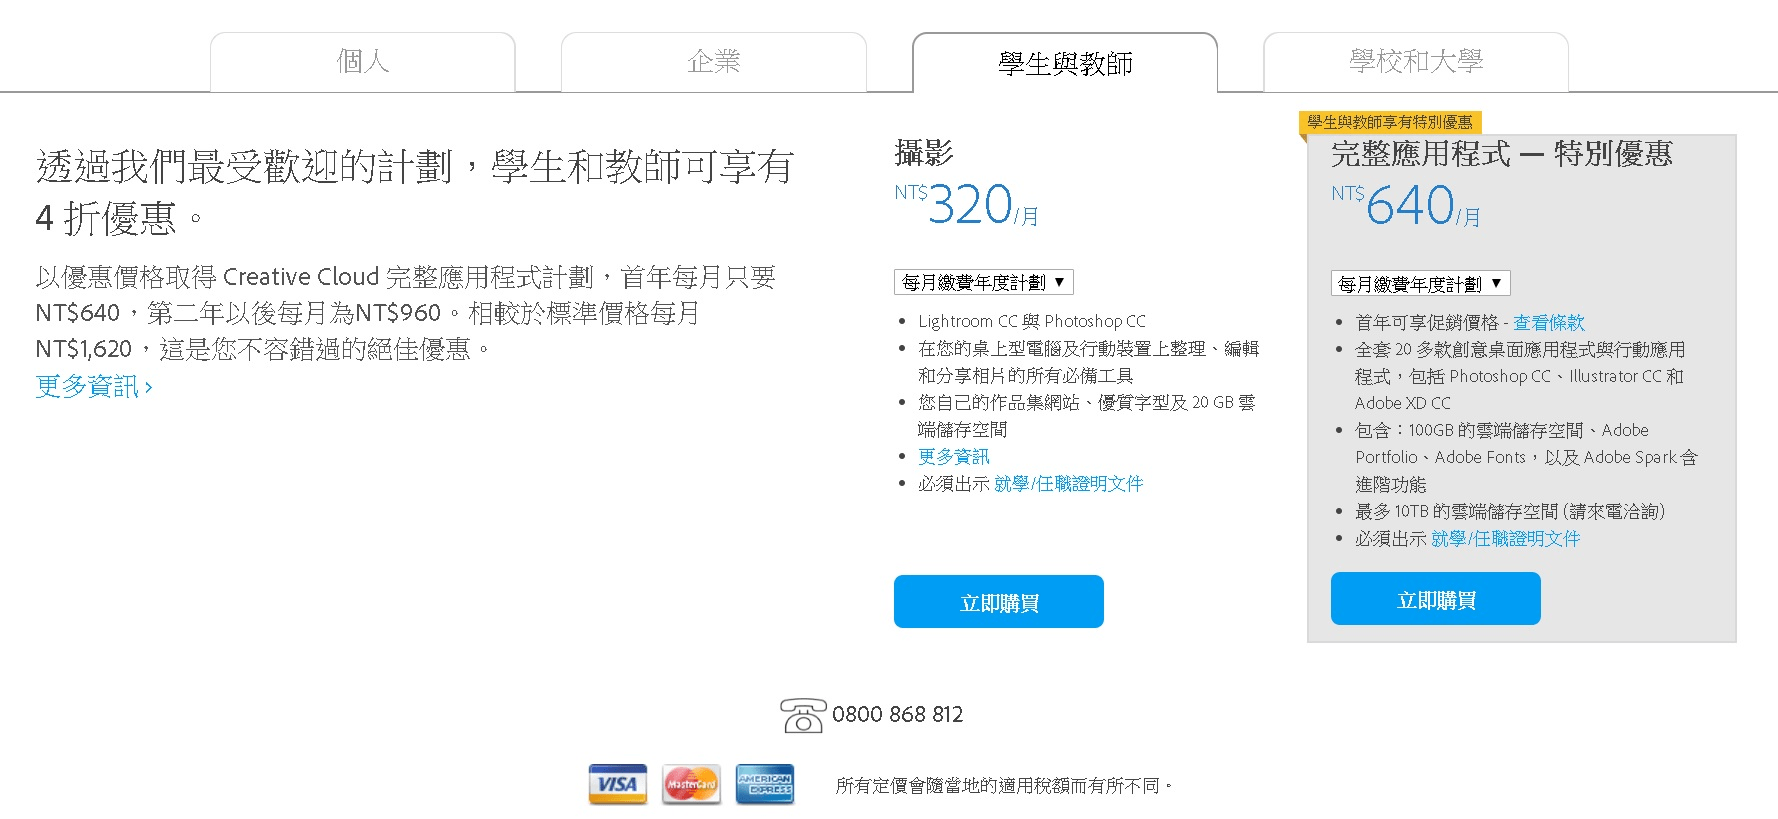 個人
企業
學生與教師
學校和大學
透過我們最受歡迎的計劃，學生和教師可享有
4 折優惠。
以優惠價格取得 Creative Cloud 完整應用程式計劃，首年每月只要
NT$640，第二年以後每月為NT$960。相較於標準價格每月
NT$1,620，這是您不容錯過的絕佳優惠。
更多資訊 ›
攝影
NT$320/月
每月繳費年度計劃 ▼
• Lightroom CC 與 Photoshop CC
• 在您的桌上型電腦及行動裝置上整理、編輯
和分享相片的所有必備工具
• 您自己的作品集網站、優質字型及 20 GB 雲
端儲存空間
• 更多資訊
• 必須出示 就學/任職證明文件
立即購買
學生與教師享有特別優惠
完整應用程式 — 特別優惠
NT$640/月
每月繳費年度計劃 ▼
• 首年可享促銷價格 - 查看條款
• 全套 20 多款創意桌面應用程式與行動應用
程式，包括 Photoshop CC、Illustrator CC 和
Adobe XD CC
• 包含：100GB 的雲端儲存空間、Adobe
Portfolio、Adobe Fonts，以及 Adobe Spark 含
進階功能
• 最多 10TB 的雲端儲存空間 (請來電洽詢)
• 必須出示 就學/任職證明文件
立即購買
0800 868 812
VISA
MasterCard
AMERICAN EXPRESS
所有定價會隨當地的適用稅額而有所不同。